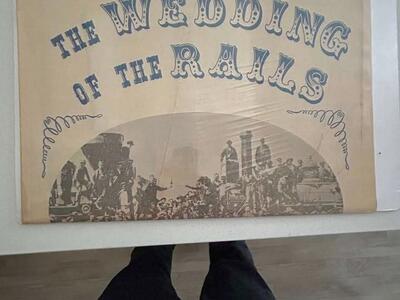 THE WEDDING
OF THE RAILS